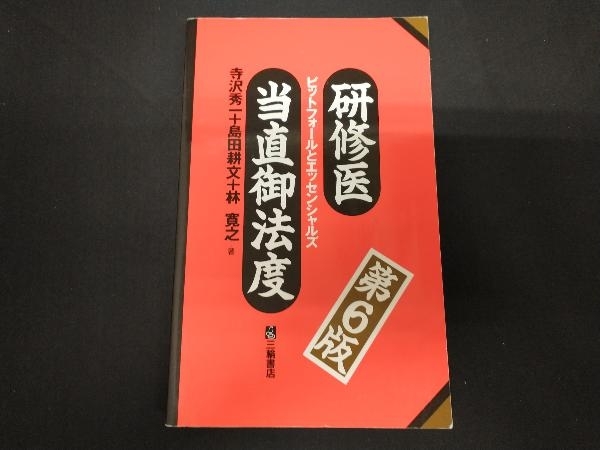 研修医
当直御法度
ピットフォールとエッセンシャルズ
寺沢秀一+島田耕文+林 寛之 著
第6版
三輪書店